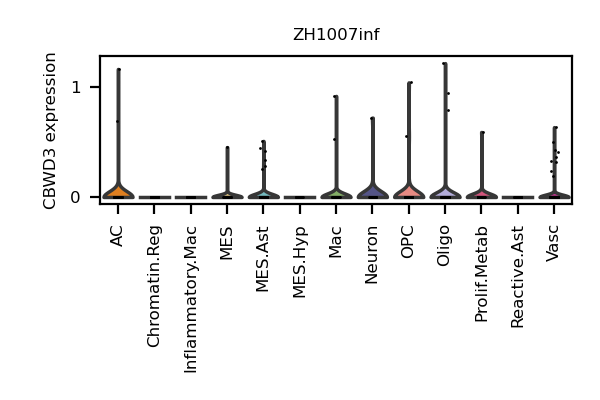 ZH1007inf
CBWD3 expression
1
0
AC
Chromatin.Reg
Inflammatory.Mac
MES
MES.Ast
MES.Hyp
Mac
Neuron
OPC
Oligo
Prolif.Metab
Reactive.Ast
Vasc